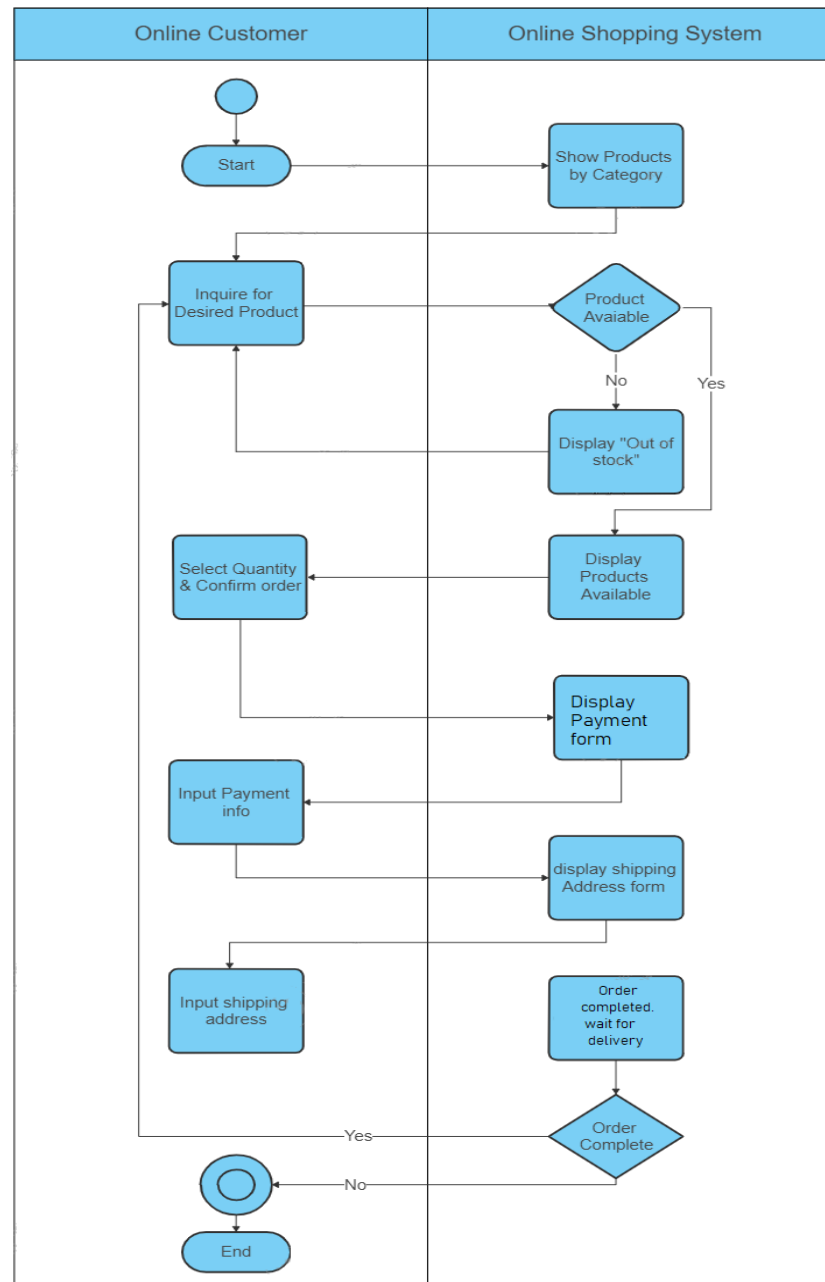 Online Customer
Online Shopping System
Start
Show Products
by Category
Inquire for
Desired Product
Product
Avaiable
No
Yes
Display "Out of
stock"
Select Quantity
& Confirm order
Display
Products
Available
Display
Payment
form
Input Payment
info
display shipping
Address form
Input shipping
address
Order
completed.
wait for
delivery
Order
Complete
Yes
No
End